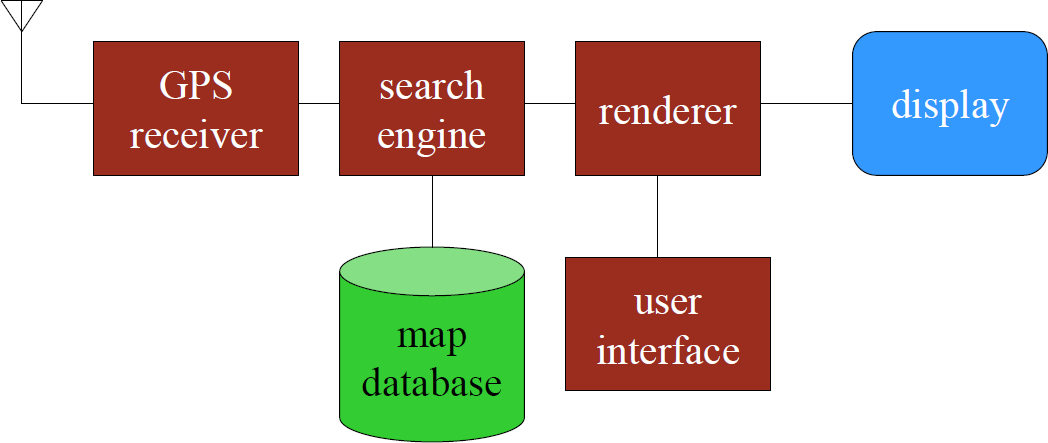 GPS
receiver
search
engine
renderer
display
map
database
user
interface